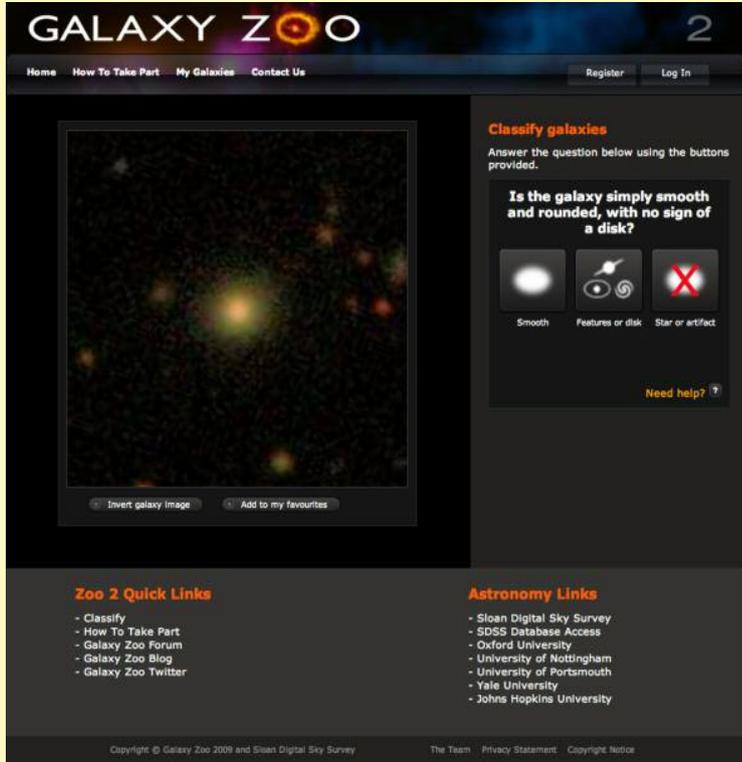 GALAXY ZOO 2
Home How To Take Part My Galaxies Contact Us Register Log In
Classify galaxies
Answer the question below using the buttons
provided.
Is the galaxy simply smooth
and rounded, with no sign of
a disk?
Smooth Features or disk Star or artifact
Need help? ?
Invert galaxy image Add to my favourites
Zoo 2 Quick Links
- Classify
- How To Take Part
- Galaxy Zoo Forum
- Galaxy Zoo Blog
- Galaxy Zoo Twitter
Astronomy Links
- Sloan Digital Sky Survey
- SDSS Database Access
- Oxford University
- University of Nottingham
- University of Portsmouth
- Yale University
- Johns Hopkins University
Copyright © Galaxy Zoo 2009 and Sloan Digital Sky Survey The Team Privacy Statement Copyright Notice